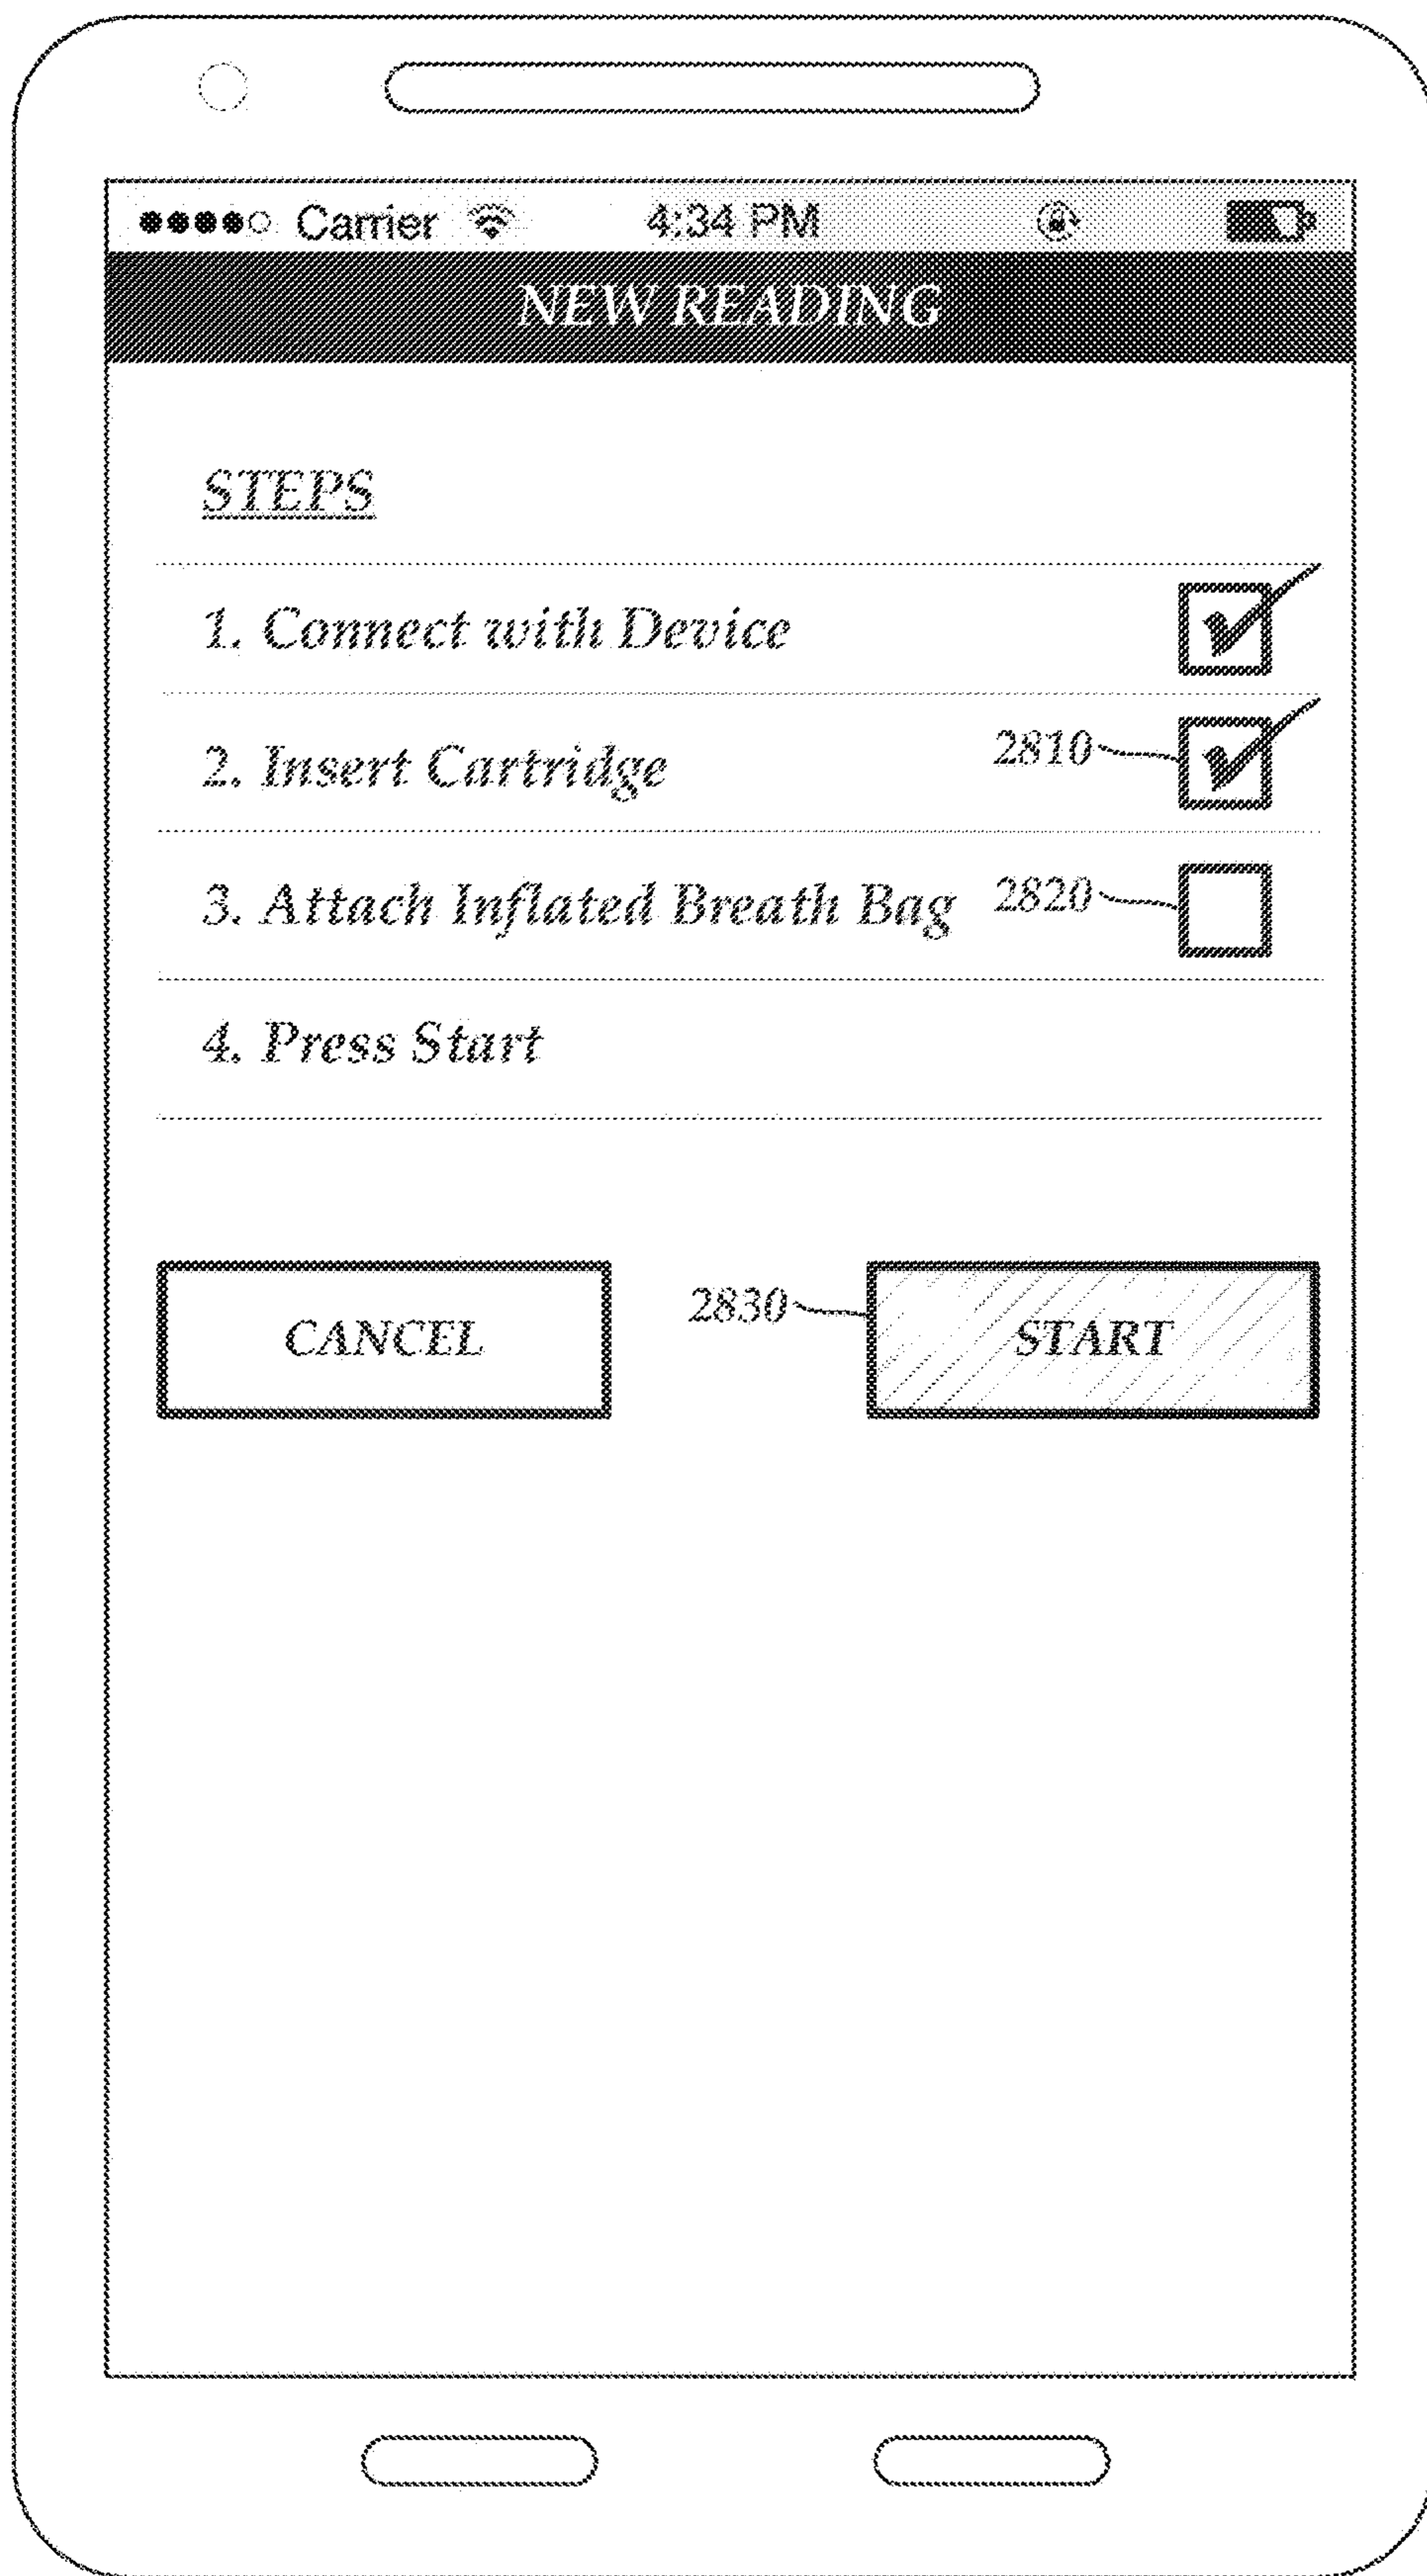 Carrier 4:34 PM
NEW READING
STEPS
1. Connect with Device
2. Insert Cartridge 2810
3. Attach Inflated Breath Bag 2820
4. Press Start
CANCEL 2830 START